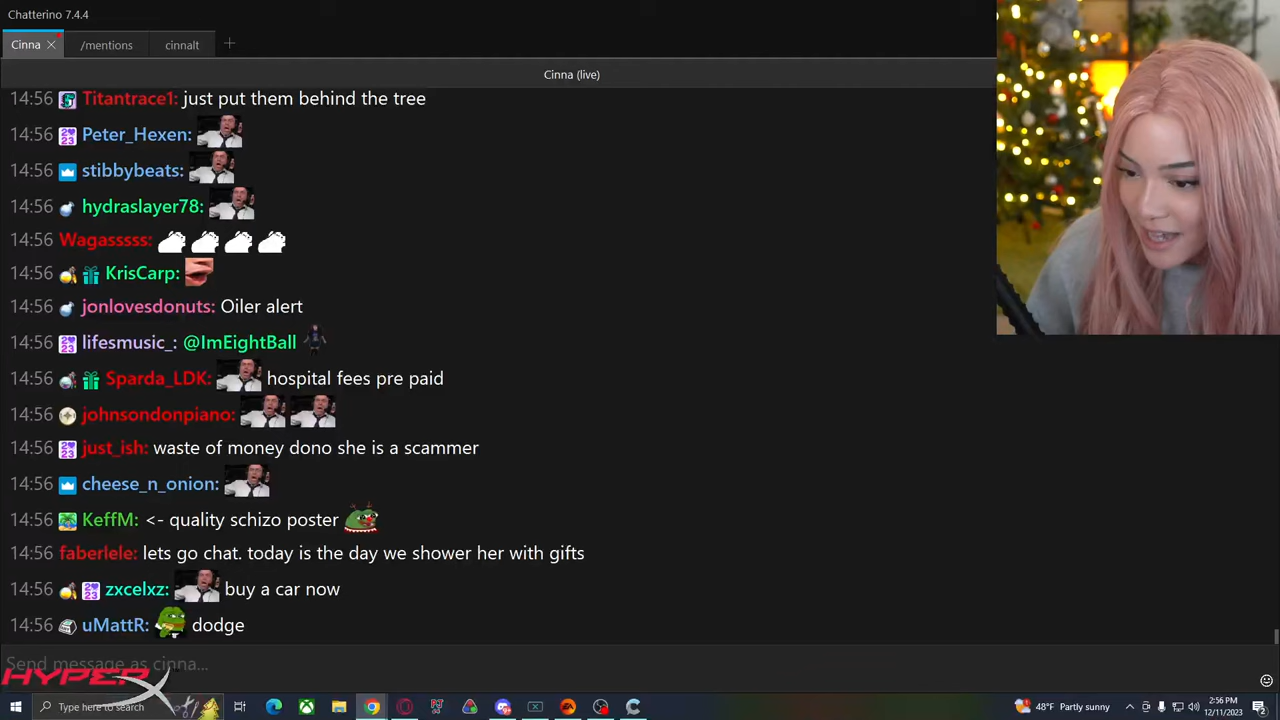 Chatterino 7.4.4
Cinna /mentions cinnalt
Cinna (live)
14:56 Titantrace1: just put them behind the tree
14:56 Peter_Hexen:
14:56 stibbybeats:
14:56 hydraslayer78:
14:56 Wagasssss:
14:56 KrisCarp:
14:56 jonlovesdonuts: Oiler alert
14:56 lifesmusic_: @ImEightBall
14:56 Sparda_LDK: hospital fees pre paid
14:56 johnsondonpiano:
14:56 just_ish: waste of money dono she is a scammer
14:56 cheese_n_onion:
14:56 KeffM: <- quality schizo poster
14:56 faberlele: lets go chat. today is the day we shower her with gifts
14:56 zxcelxz: buy a car now
14:56 uMattR: dodge
Send message as cinna...
HYPERX
Type here to search
48°F Partly sunny
2:56 PM
12/11/2023